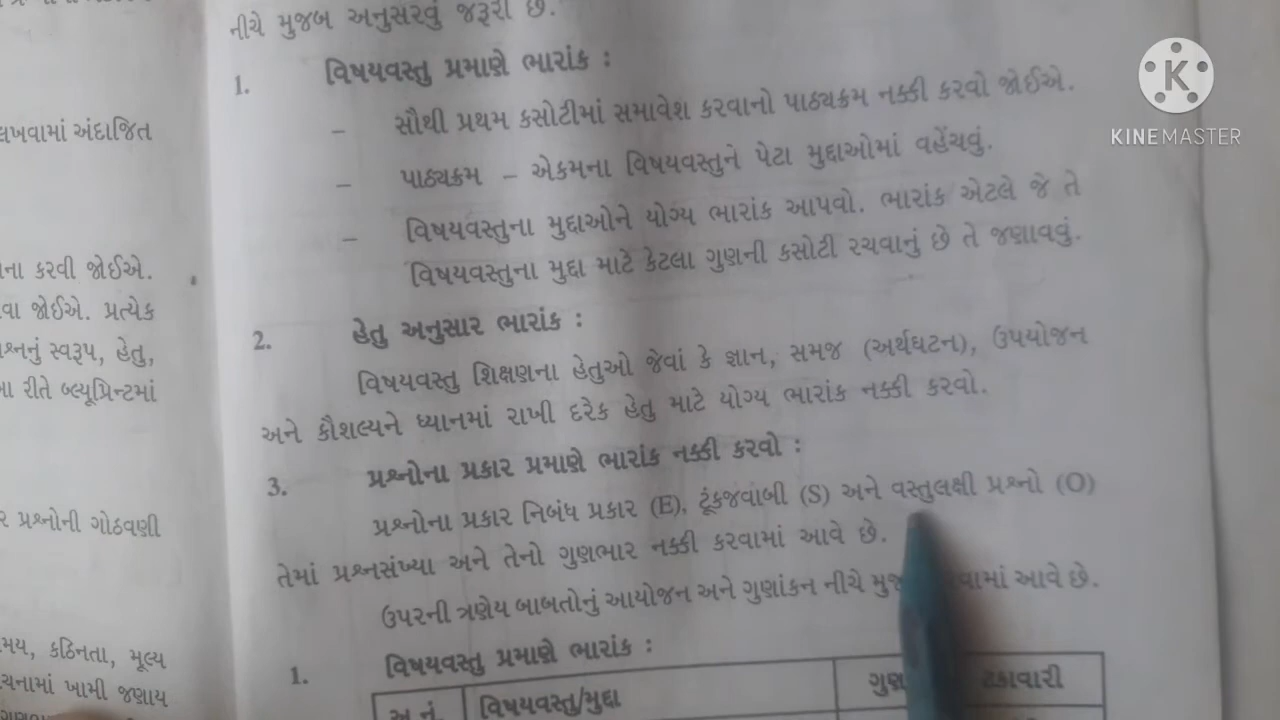 નીચે મુજબ અનુસરવું જરૂરી છે.
1. વિષયવસ્તુ પ્રમાણે ભારાંક :
– સૌથી પ્રથમ કસોટીમાં સમાવેશ કરવાનો પાઠ્યક્રમ નક્કી કરવો જોઈએ.
– પાઠ્યક્રમ – એકમના વિષયવસ્તુને પેટા મુદ્દાઓમાં વહેંચવું.
– વિષયવસ્તુના મુદ્દાઓને યોગ્ય ભારાંક આપવો. ભારાંક એટલે જે તે
વિષયવસ્તુના મુદ્દા માટે કેટલા ગુણની કસોટી રચવાનું છે તે જણાવવું.
2. હેતુ અનુસાર ભારાંક :
વિષયવસ્તુ શિક્ષણના હેતુઓ જેવાં કે જ્ઞાન, સમજ (અર્થઘટન), ઉપયોજન
અને કૌશલ્યને ધ્યાનમાં રાખી દરેક હેતુ માટે યોગ્ય ભારાંક નક્કી કરવો.
3. પ્રશ્નોના પ્રકાર પ્રમાણે ભારાંક નક્કી કરવો :
પ્રશ્નોના પ્રકાર નિબંધ પ્રકાર (E), ટૂંકજવાબી (S) અને વસ્તુલક્ષી પ્રશ્નો (O)
તેમાં પ્રશ્નસંખ્યા અને તેનો ગુણભાર નક્કી કરવામાં આવે છે.
ઉપરની ત્રણેય બાબતોનું આયોજન અને ગુણાંકન નીચે આવે છે.
1. વિષયવસ્તુ પ્રમાણે ભારાંક :
અ.નં. વિષયવસ્તુ/મુદ્દા ગુણ ટકાવારી
લખવામાં અંદાજિત
કરવી જોઈએ.
જોઈએ. પ્રત્યેક
સ્વરૂપ, હેતુ,
રીતે બ્લ્યૂપ્રિન્ટમાં
પ્રશ્નોની ગોઠવણી
કઠિનતા, મૂલ્ય
ખામી જણાય
KINEMASTER